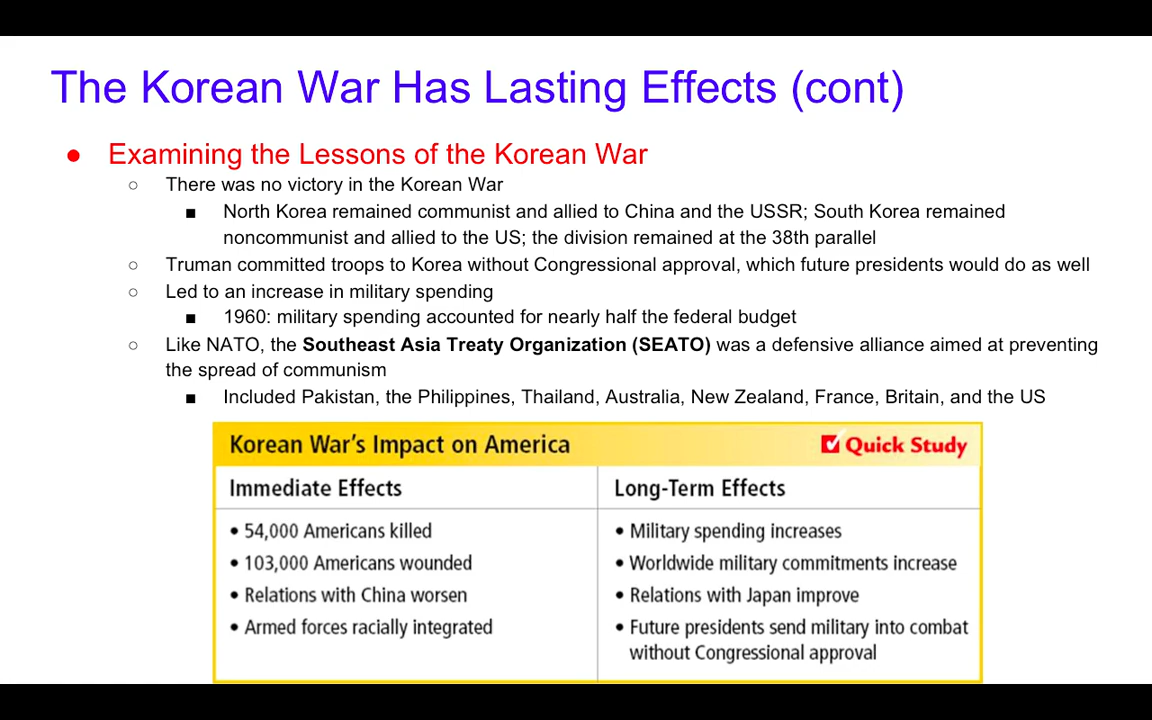 The Korean War Has Lasting Effects (cont)
● Examining the Lessons of the Korean War
○ There was no victory in the Korean War
■ North Korea remained communist and allied to China and the USSR; South Korea remained
noncommunist and allied to the US; the division remained at the 38th parallel
○ Truman committed troops to Korea without Congressional approval, which future presidents would do as well
○ Led to an increase in military spending
■ 1960: military spending accounted for nearly half the federal budget
○ Like NATO, the Southeast Asia Treaty Organization (SEATO) was a defensive alliance aimed at preventing
the spread of communism
■ Included Pakistan, the Philippines, Thailand, Australia, New Zealand, France, Britain, and the US
Korean War's Impact on America
Quick Study
Immediate Effects
• 54,000 Americans killed
• 103,000 Americans wounded
• Relations with China worsen
• Armed forces racially integrated
Long-Term Effects
• Military spending increases
• Worldwide military commitments increase
• Relations with Japan improve
• Future presidents send military into combat
without Congressional approval